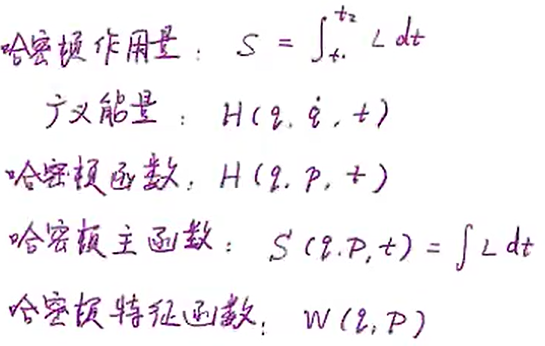 哈密顿作用量： S = ∫_{t₁}^{t₂} L dt
广义能量： H(q, q̇, t)
哈密顿函数： H(q, p, t)
哈密顿主函数： S(q, P, t) = ∫ L dt
哈密顿特征函数： W(q, P)